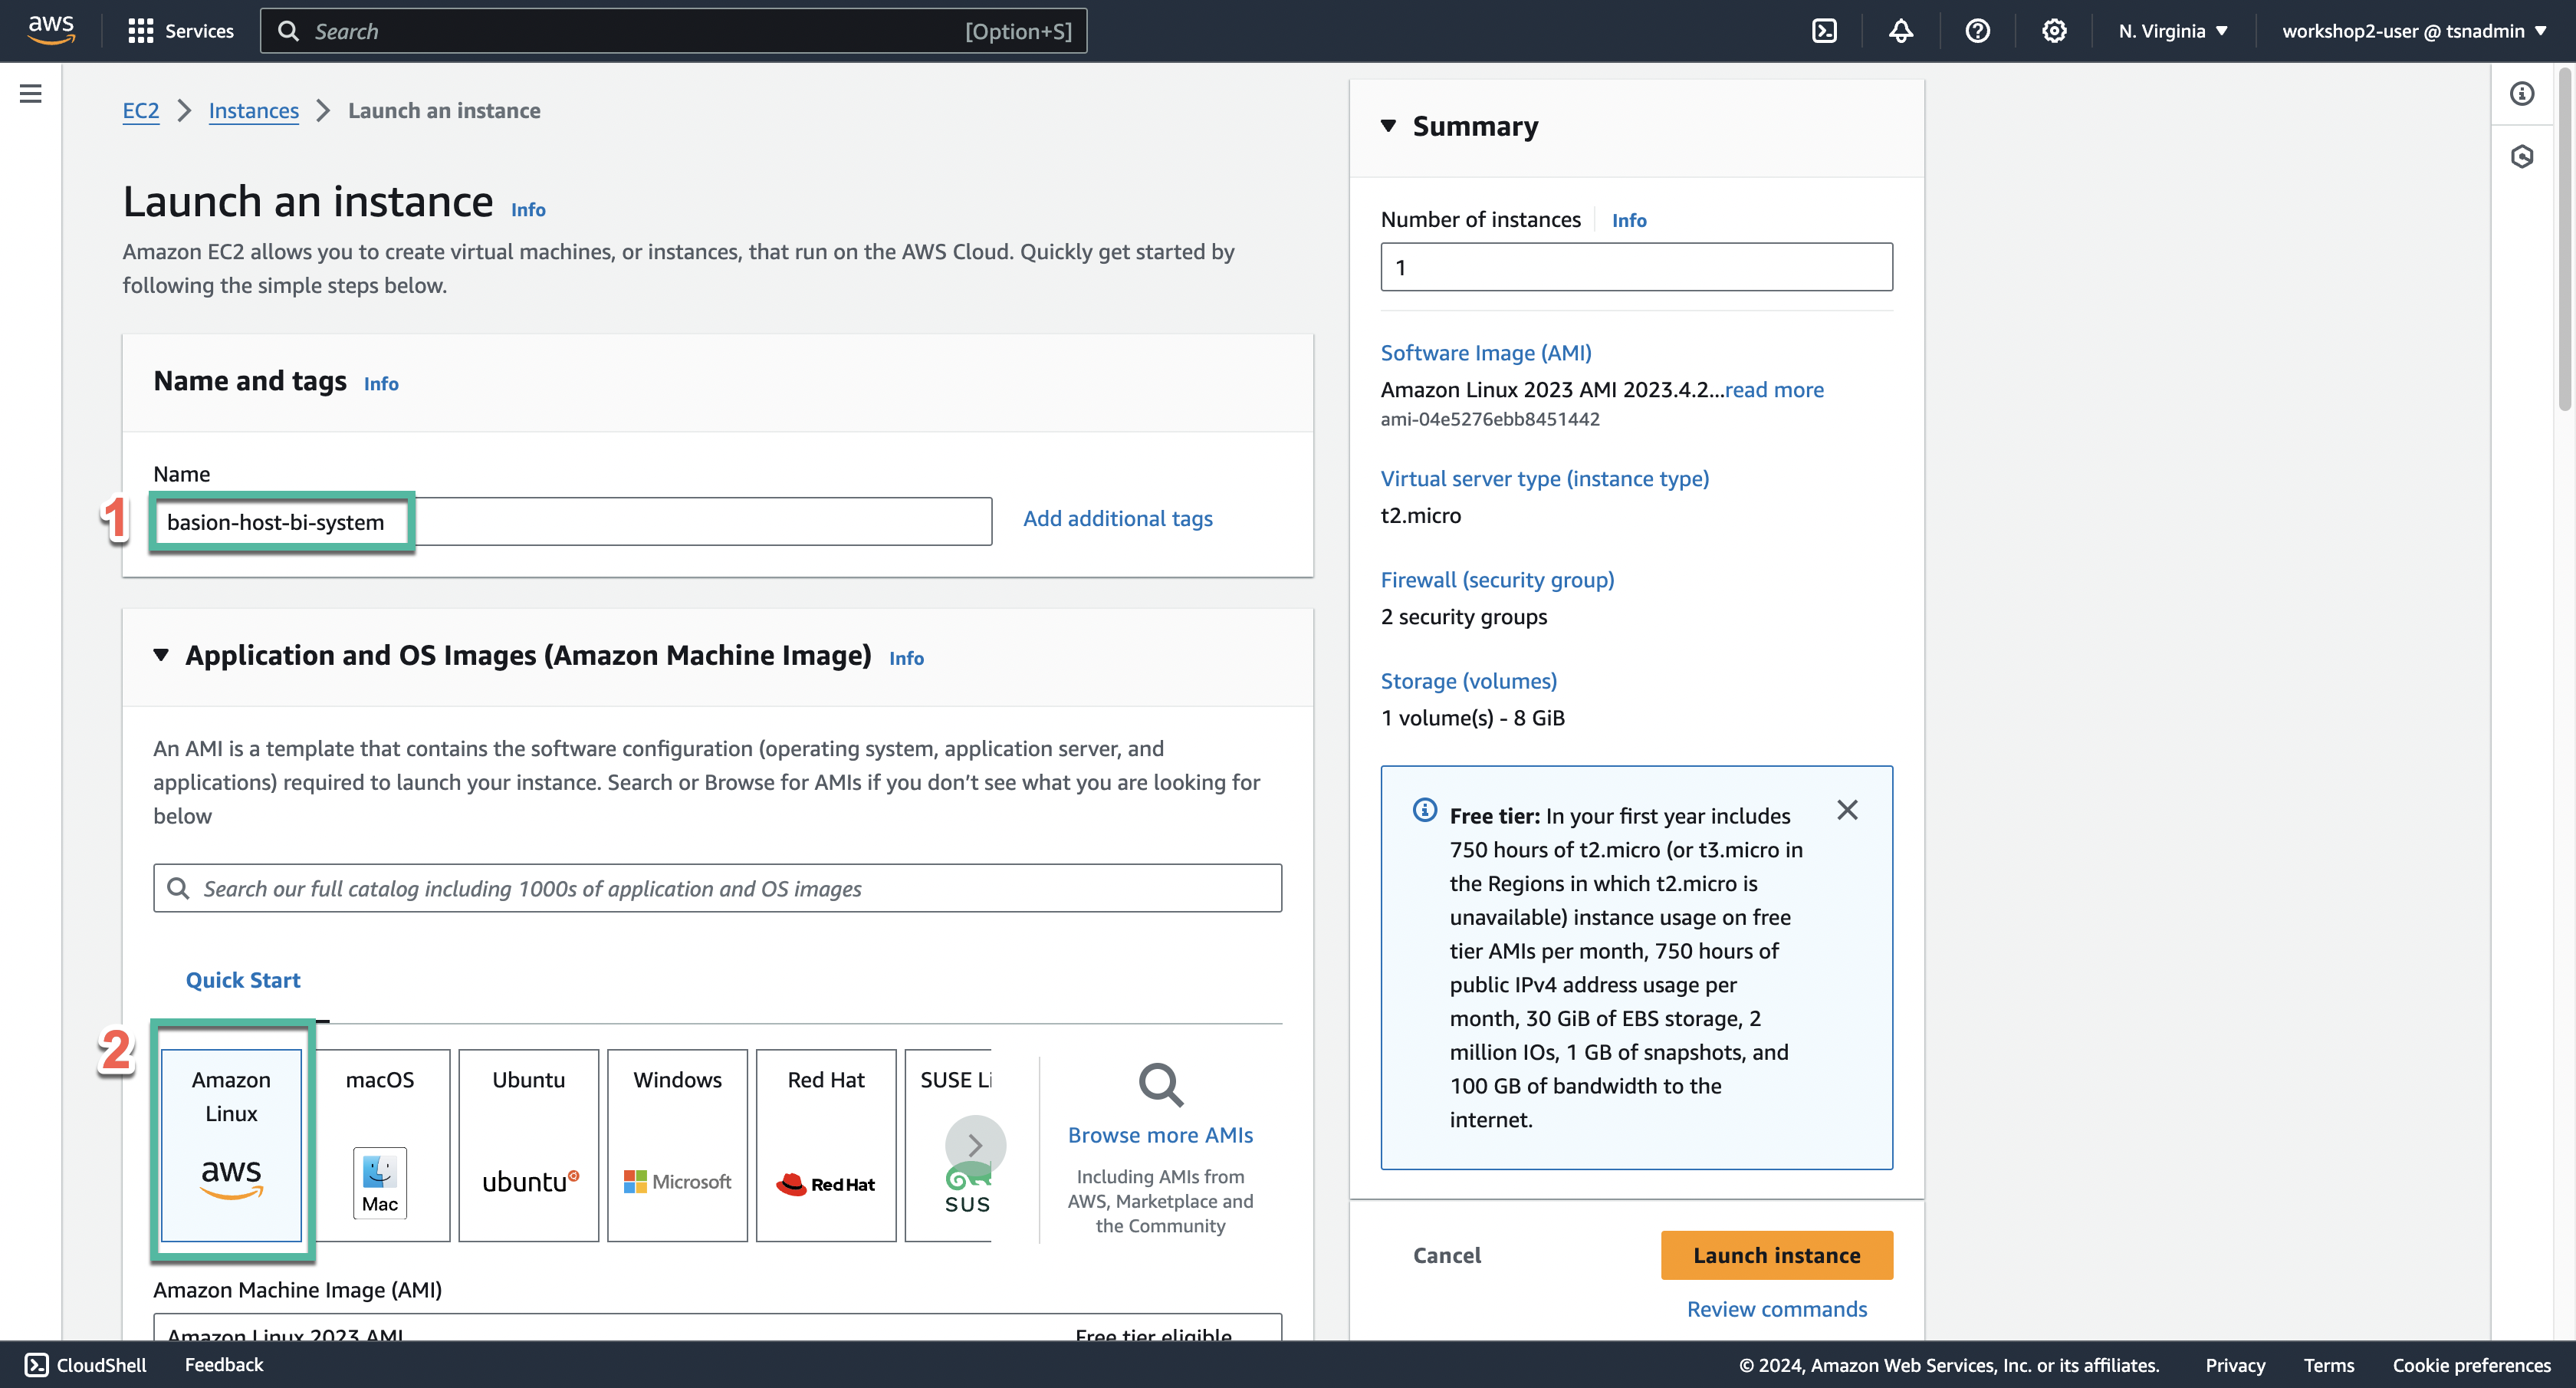 aws
Services
Search
[Option+S]
N. Virginia
workshop2-user @ tsnadmin
EC2
Instances
Launch an instance
Launch an instance Info
Amazon EC2 allows you to create virtual machines, or instances, that run on the AWS Cloud. Quickly get started by
following the simple steps below.
Name and tags Info
Name
1
basion-host-bi-system
Add additional tags
Application and OS Images (Amazon Machine Image) Info
An AMI is a template that contains the software configuration (operating system, application server, and
applications) required to launch your instance. Search or Browse for AMIs if you don’t see what you are looking for
below
Search our full catalog including 1000s of application and OS images
Quick Start
2
Amazon
Linux
aws
macOS
Mac
Ubuntu
ubuntu
Windows
Microsoft
Red Hat
Red Hat
SUSE Li
SUS
Browse more AMIs
Including AMIs from
AWS, Marketplace and
the Community
Amazon Machine Image (AMI)
Amazon Linux 2023 AMI
Free tier eligible
Summary
Number of instances
Info
1
Software Image (AMI)
Amazon Linux 2023 AMI 2023.4.2...read more
ami-04e5276ebb8451442
Virtual server type (instance type)
t2.micro
Firewall (security group)
2 security groups
Storage (volumes)
1 volume(s) - 8 GiB
Free tier: In your first year includes
750 hours of t2.micro (or t3.micro in
the Regions in which t2.micro is
unavailable) instance usage on free
tier AMIs per month, 750 hours of
public IPv4 address usage per
month, 30 GiB of EBS storage, 2
million IOs, 1 GB of snapshots, and
100 GB of bandwidth to the
internet.
Cancel
Launch instance
Review commands
CloudShell
Feedback
© 2024, Amazon Web Services, Inc. or its affiliates.
Privacy
Terms
Cookie preferences